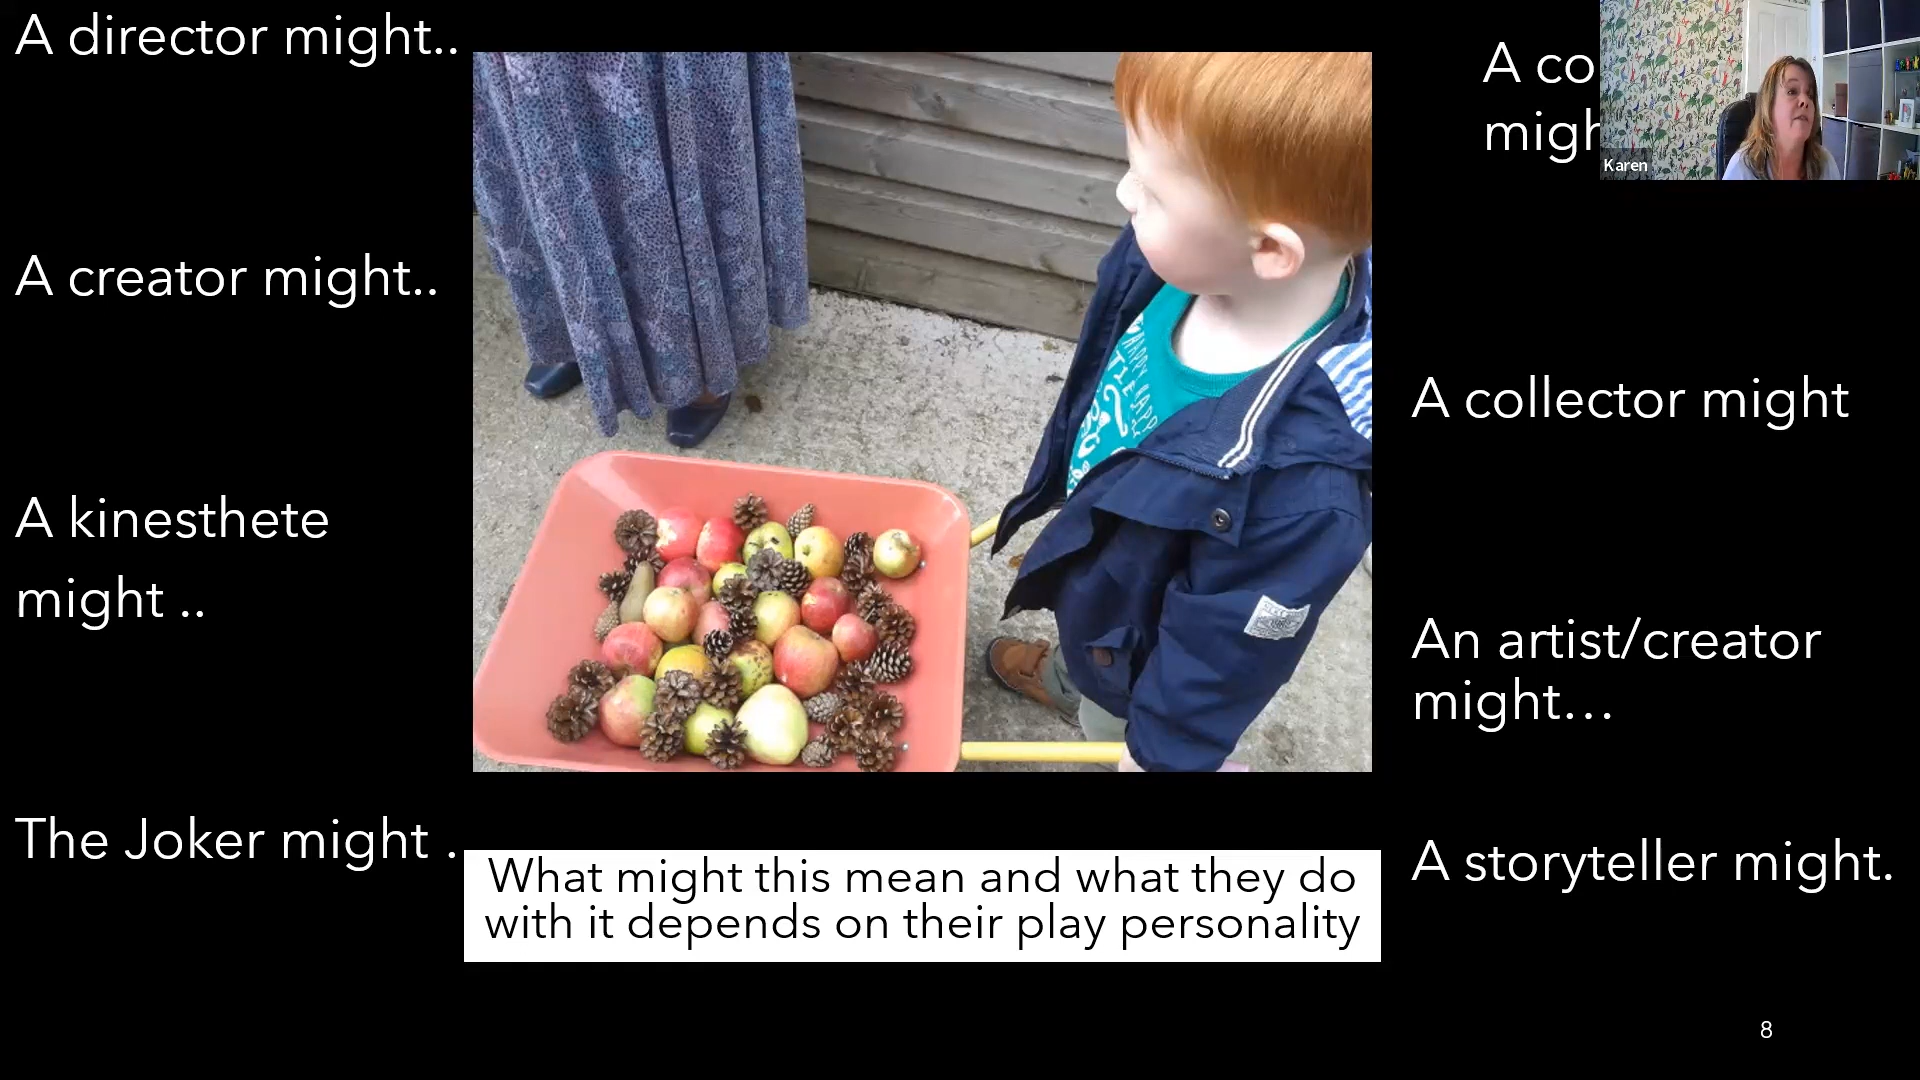 A director might..
A creator might..
A kinesthete
might ..
The Joker might .
What might this mean and what they do
with it depends on their play personality
A co
migh
Karen
A collector might
An artist/creator
might...
A storyteller might.
8